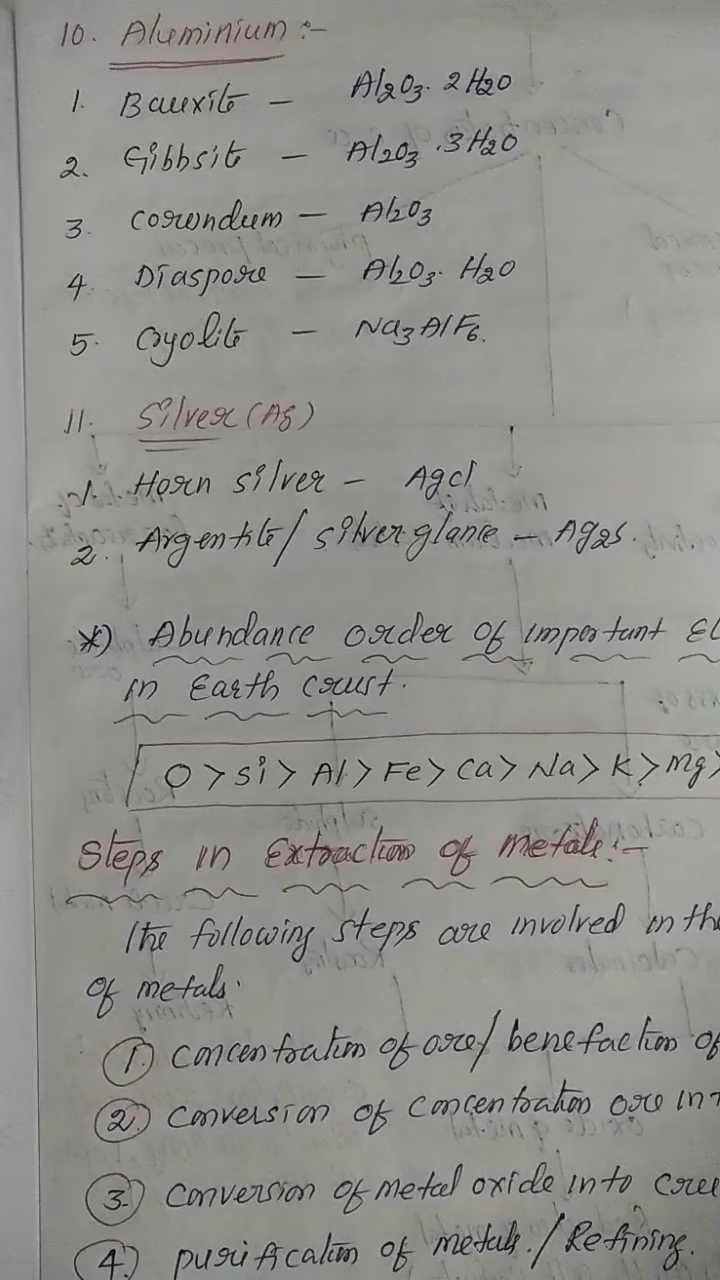 10. Aluminium :-
1. Bauxite - Al2O3. 2H2O
2. Gibbsite - Al2O3 .3H2O
3. Corundum - Al2O3
4. Diaspore - Al2O3. H2O
5. Cryolite - Na3AlF6.
11. Silver (Ag)
1. Horn silver - Agcl
2. Argentite/ silver glance - Ag2s.
*) Abundance order of important El
in Earth crust.
O > Si > Al > Fe > Ca > Na > K > Mg >
Steps in Extraction of metals :-
The following steps are involved in the
of metals.
1. Concentration of ore/ benefaction of
2. Conversion of Concentration ore in
3. Conversion of metal oxide into
4. purification of metals. / Refining.